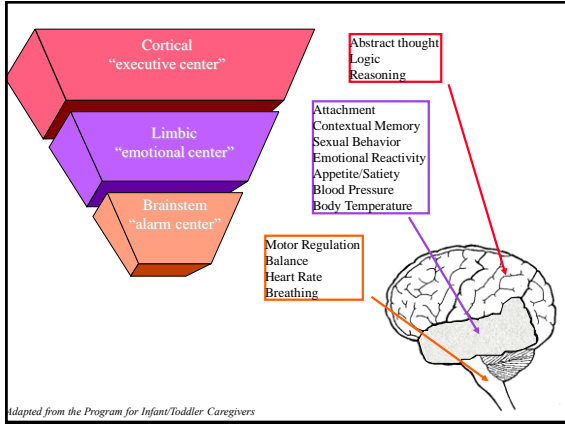 Cortical
“executive center”
Limbic
“emotional center”
Brainstem
“alarm center”
Abstract thought
Logic
Reasoning
Attachment
Contextual Memory
Sexual Behavior
Emotional Reactivity
Appetite/Satiety
Blood Pressure
Body Temperature
Motor Regulation
Balance
Heart Rate
Breathing
Adapted from the Program for Infant/Toddler Caregivers